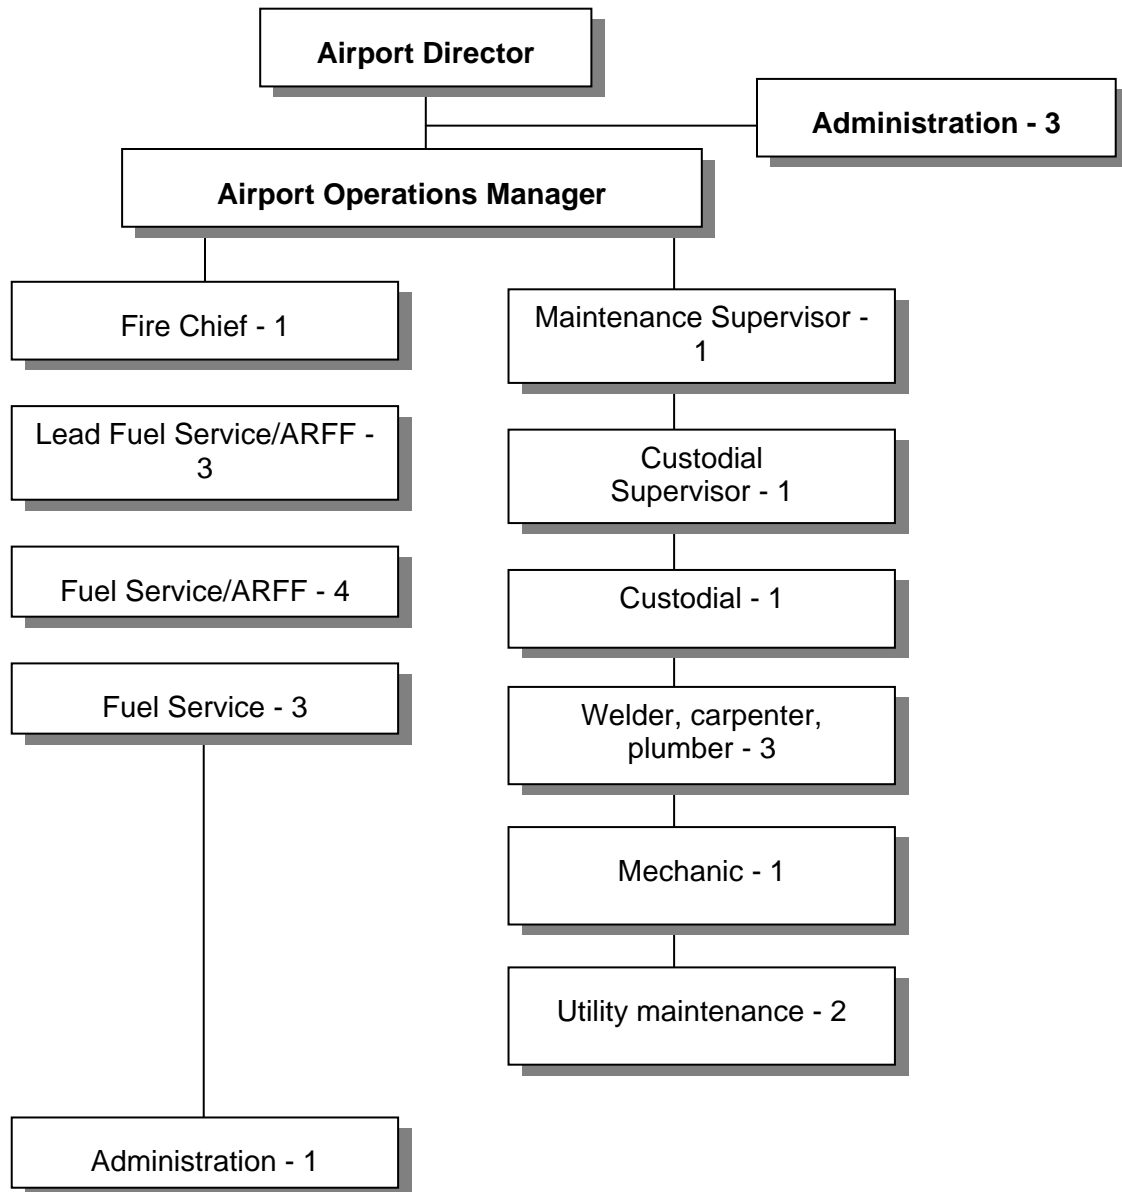 Airport Director
Administration - 3
Airport Operations Manager
Fire Chief - 1
Lead Fuel Service/ARFF -
3
Fuel Service/ARFF - 4
Fuel Service - 3
Administration - 1
Maintenance Supervisor -
1
Custodial
Supervisor - 1
Custodial - 1
Welder, carpenter,
plumber - 3
Mechanic - 1
Utility maintenance - 2